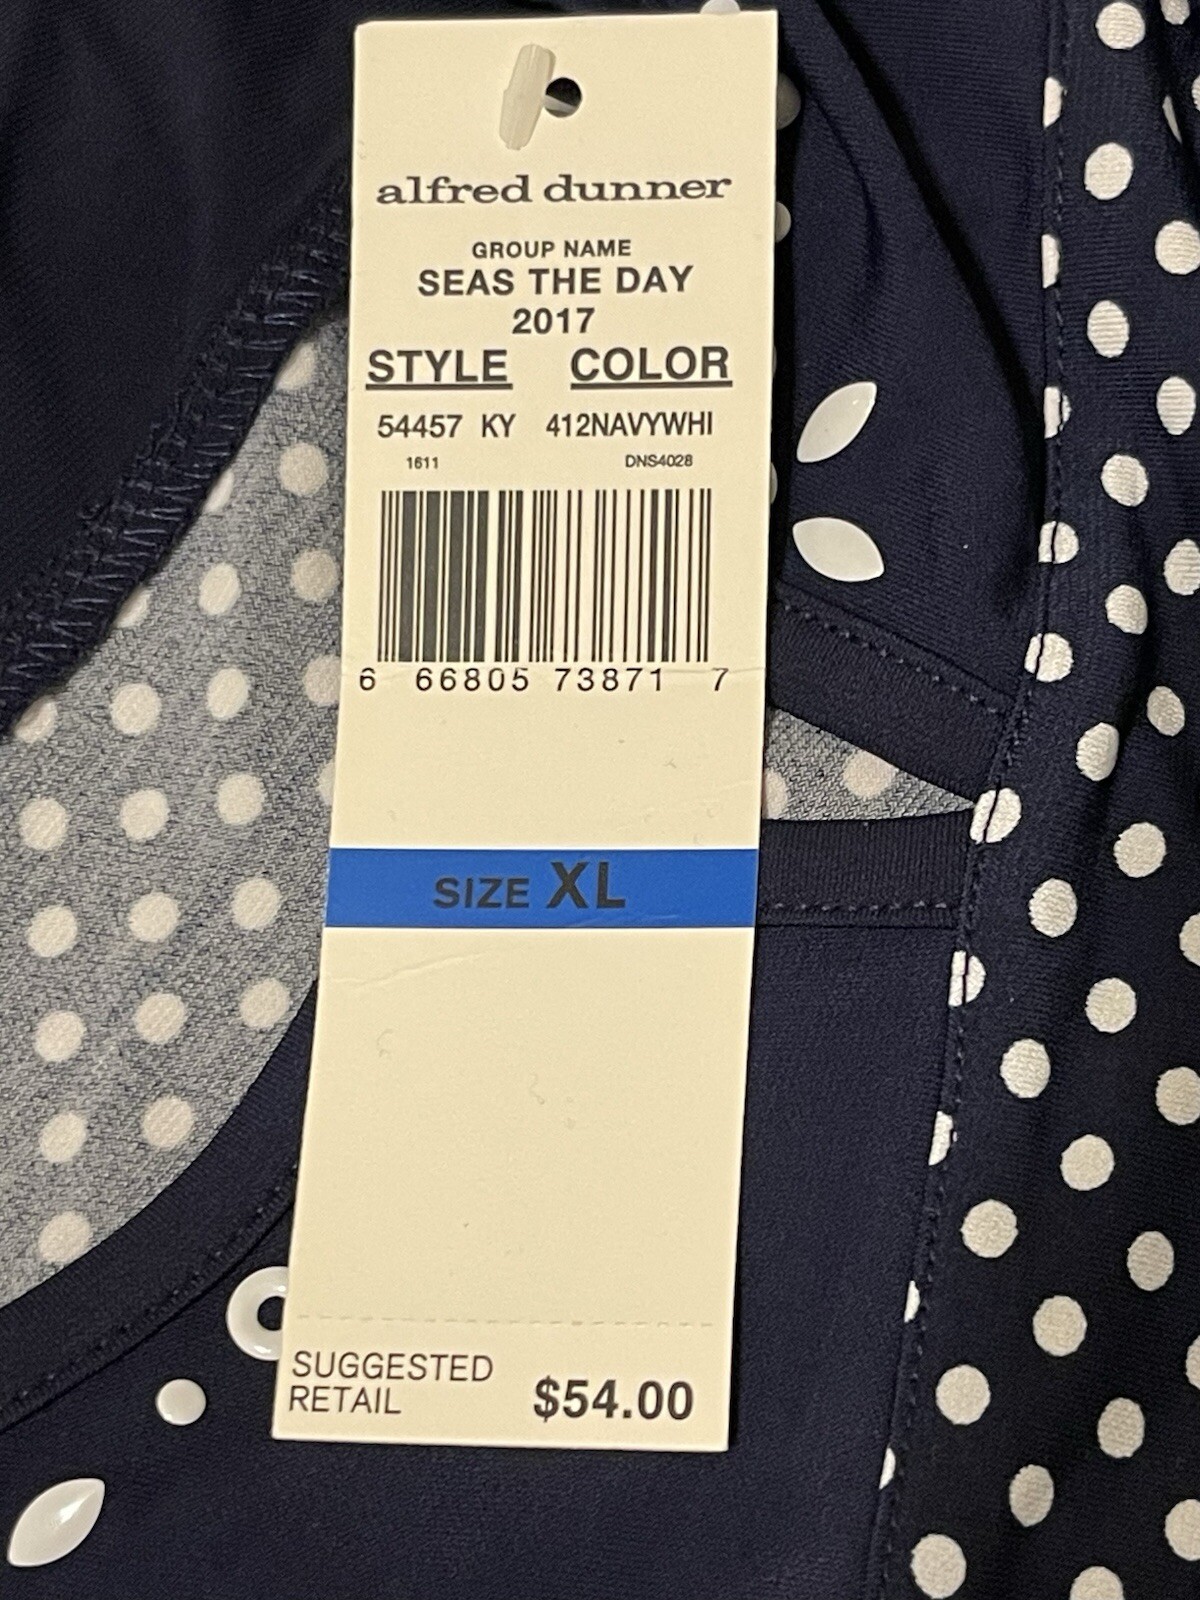 alfred dunner
GROUP NAME
SEAS THE DAY
2017
STYLE COLOR
54457 KY 412NAVYWHI
1611 DNS4028
6 66805 73871 7
SIZE XL
SUGGESTED
RETAIL $54.00